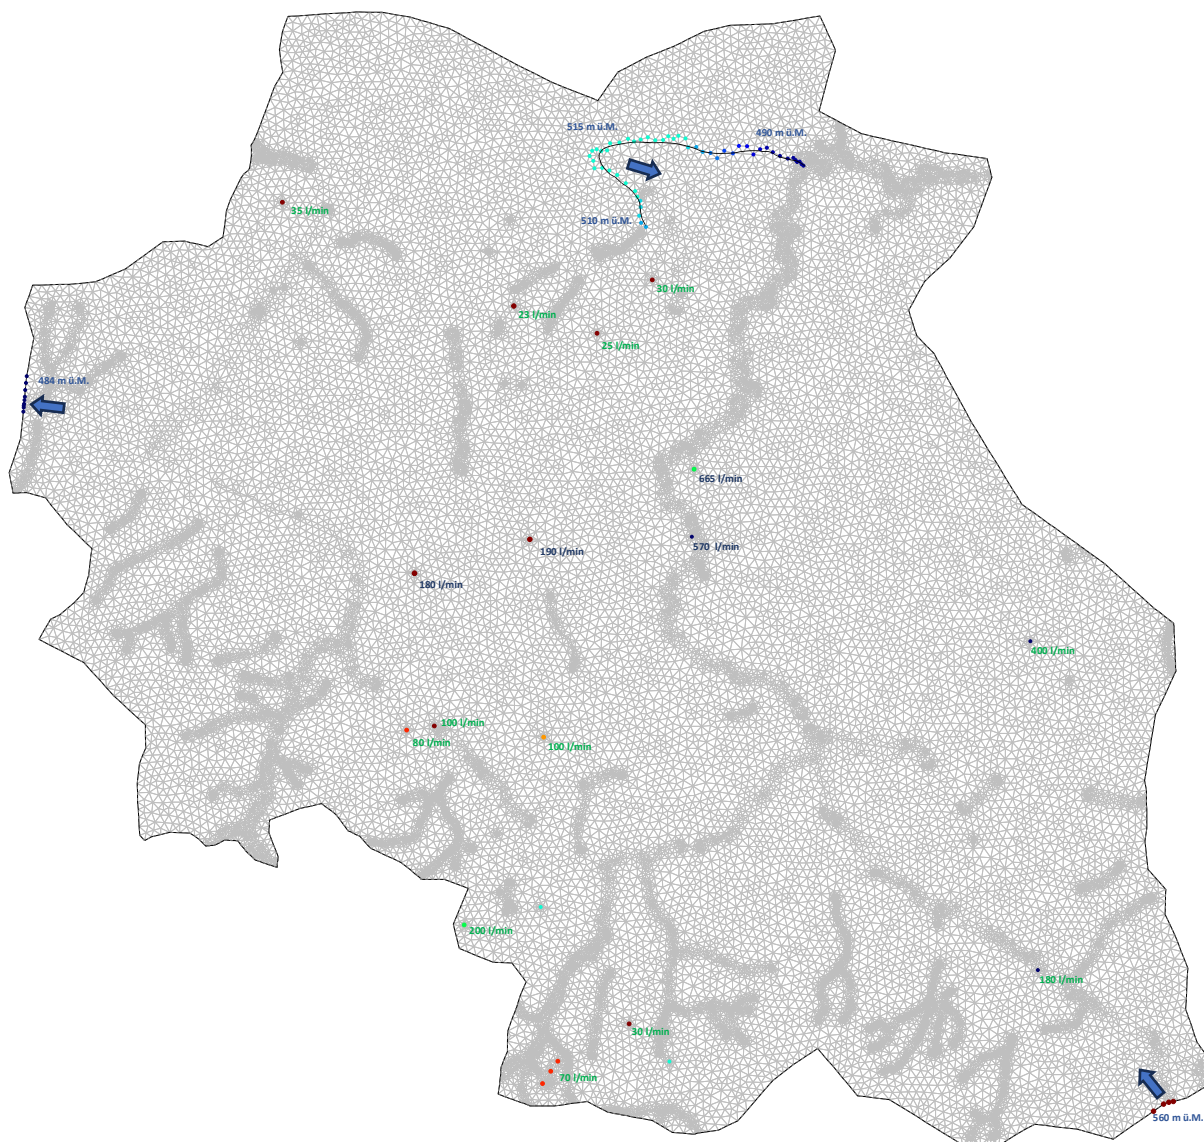 515 m ü.M.
490 m ü.M.
35 l/min
510 m ü.M.
30 l/min
23 l/min
25 l/min
484 m ü.M.
665 l/min
190 l/min
570 l/min
180 l/min
400 l/min
100 l/min
80 l/min
100 l/min
200 l/min
180 l/min
30 l/min
70 l/min
560 m ü.M.